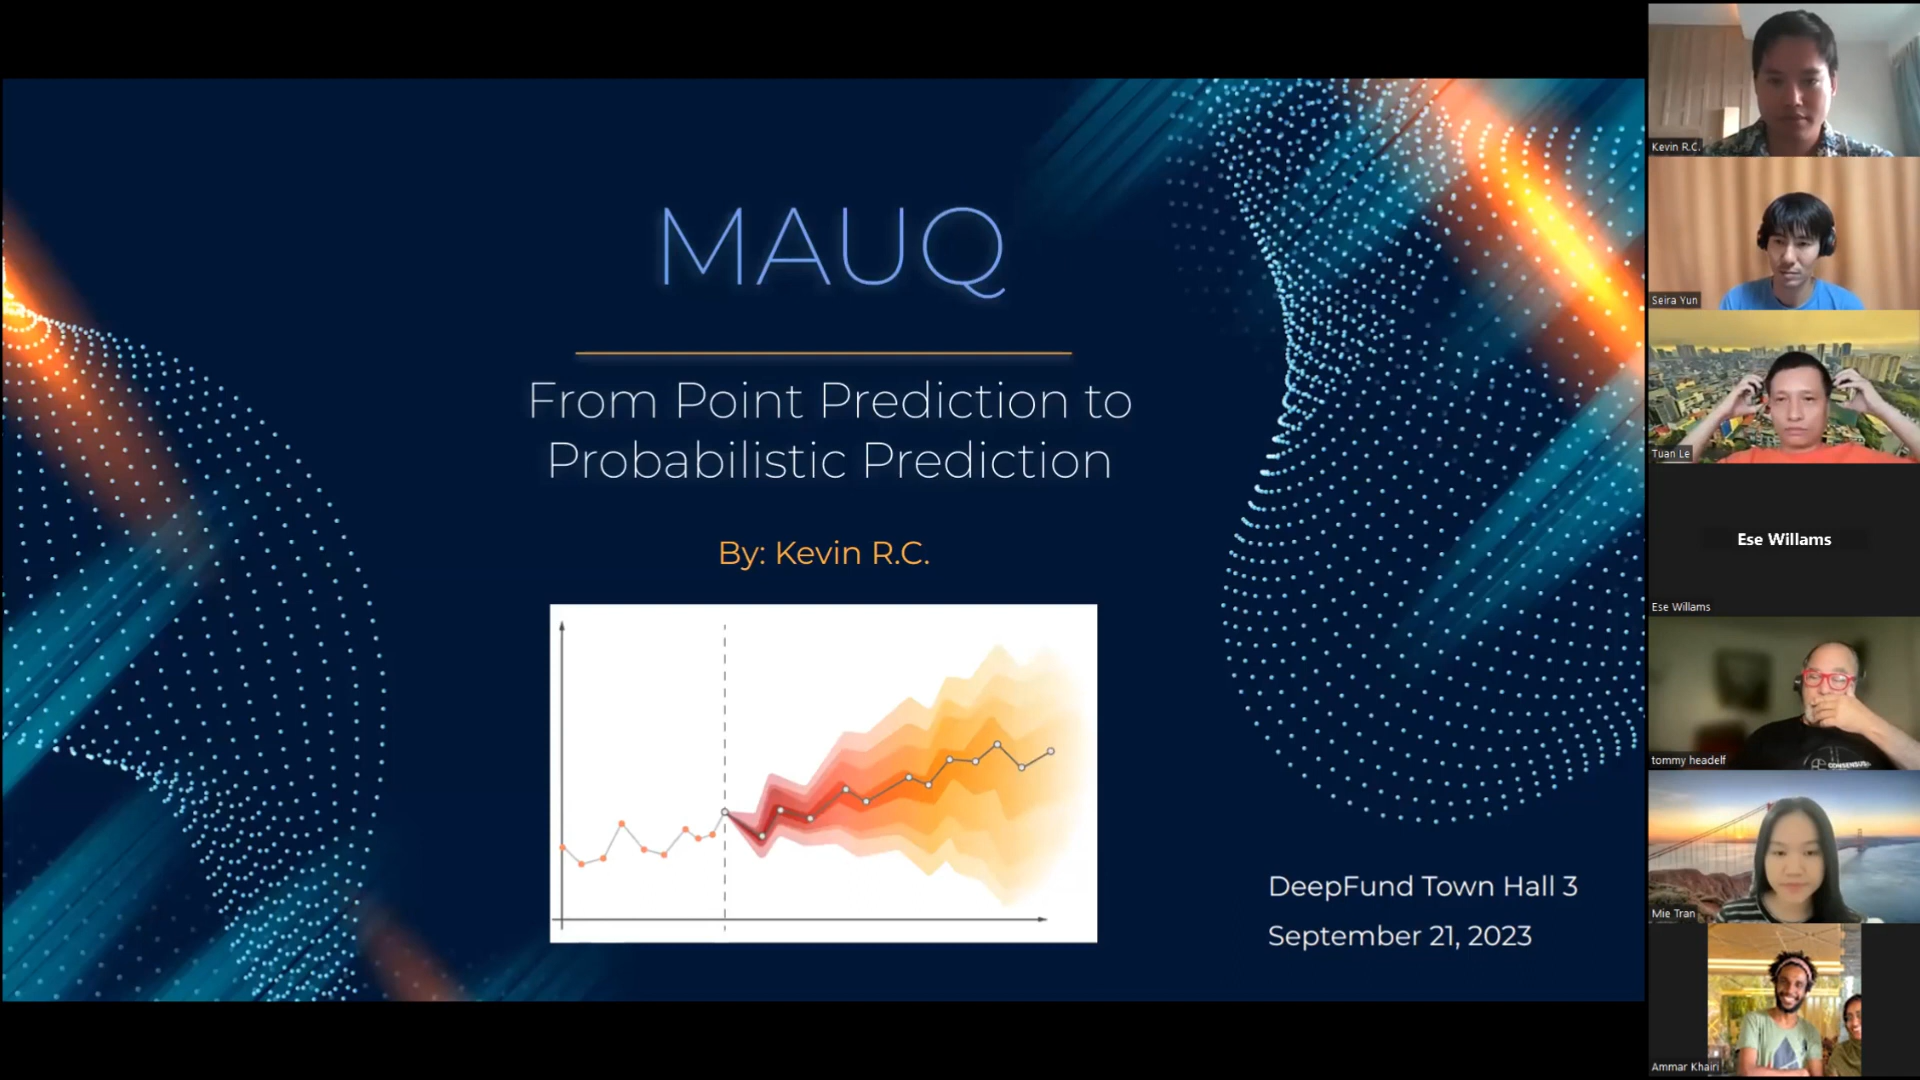 MAUQ
From Point Prediction to
Probabilistic Prediction
By: Kevin R.C.
DeepFund Town Hall 3
September 21, 2023
Kevin R.C.
Seira Yun
Tuan Le
Ese Willams
Ese Willams
tommy headelf
CONSENSUS
Mie Tran
Ammar Khairi